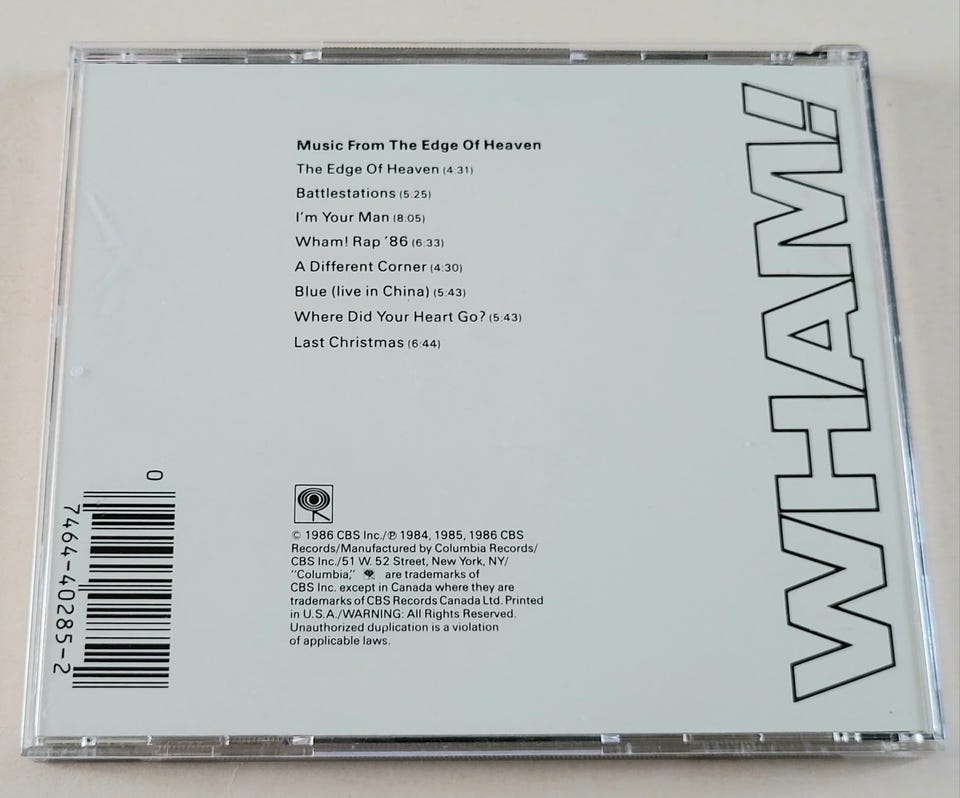 Music From The Edge Of Heaven
The Edge Of Heaven (4:31)
Battlestations (5:25)
I'm Your Man (8:05)
Wham! Rap '86 (6:33)
A Different Corner (4:30)
Blue (live in China) (5:43)
Where Did Your Heart Go? (5:43)
Last Christmas (6:44)
WHAM!
0
7464-40285-2
© 1986 CBS Inc./℗ 1984, 1985, 1986 CBS
Records/Manufactured by Columbia Records/
CBS Inc./51 W. 52 Street, New York, NY/
"Columbia," are trademarks of
CBS Inc. except in Canada where they are
trademarks of CBS Records Canada Ltd. Printed
in U.S.A./WARNING: All Rights Reserved.
Unauthorized duplication is a violation
of applicable laws.